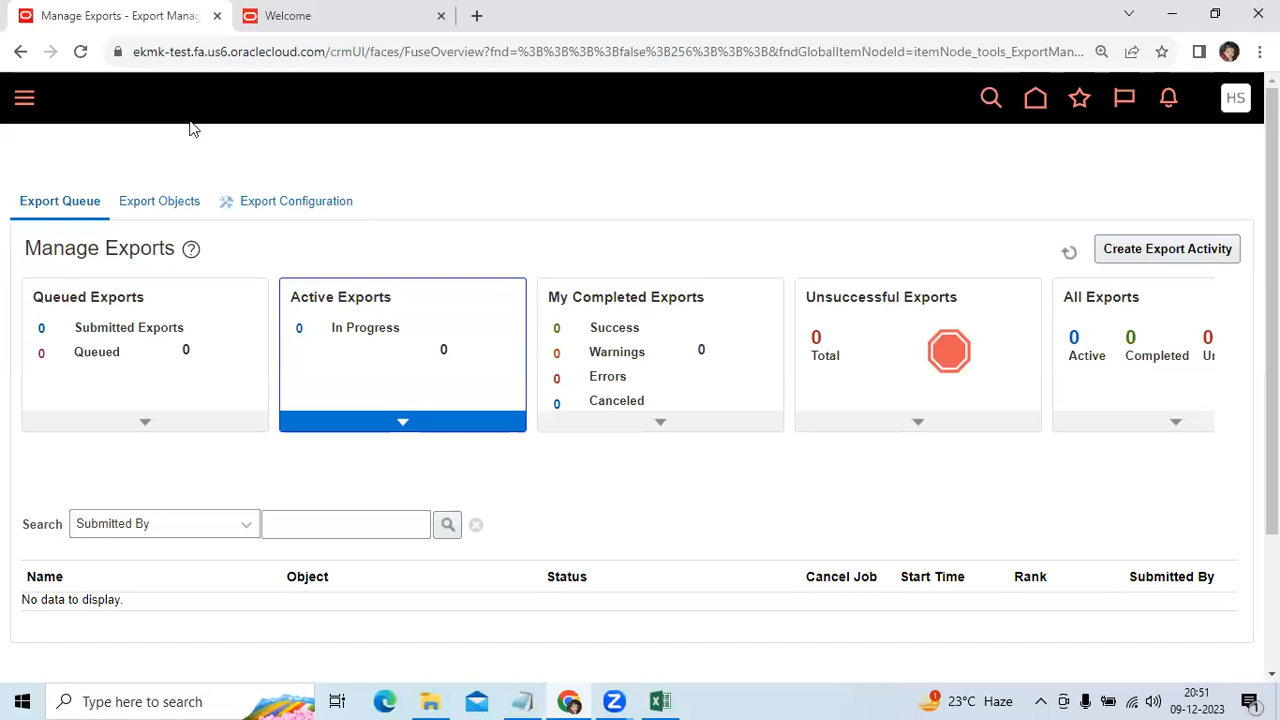 Manage Exports - Export Manag
Welcome
ekmk-test.fa.us6.oraclecloud.com/crmUI/faces/FuseOverview?fnd=%3B%3B%3B%3Bfalse%3B256%3B%3B%3B&fndGlobalItemNodeId=itemNode_tools_ExportMan...
HS
Export Queue Export Objects Export Configuration
Manage Exports ?
Create Export Activity
Queued Exports
0 Submitted Exports
0 Queued 0
Active Exports
0 In Progress
0
My Completed Exports
0 Success
0 Warnings 0
0 Errors
0 Canceled
Unsuccessful Exports
0
Total
All Exports
0 0 0
Active Completed Ur
Search Submitted By
Name Object Status Cancel Job Start Time Rank Submitted By
No data to display.
Type here to search
1
23°C Haze
20:51
09-12-2023
1